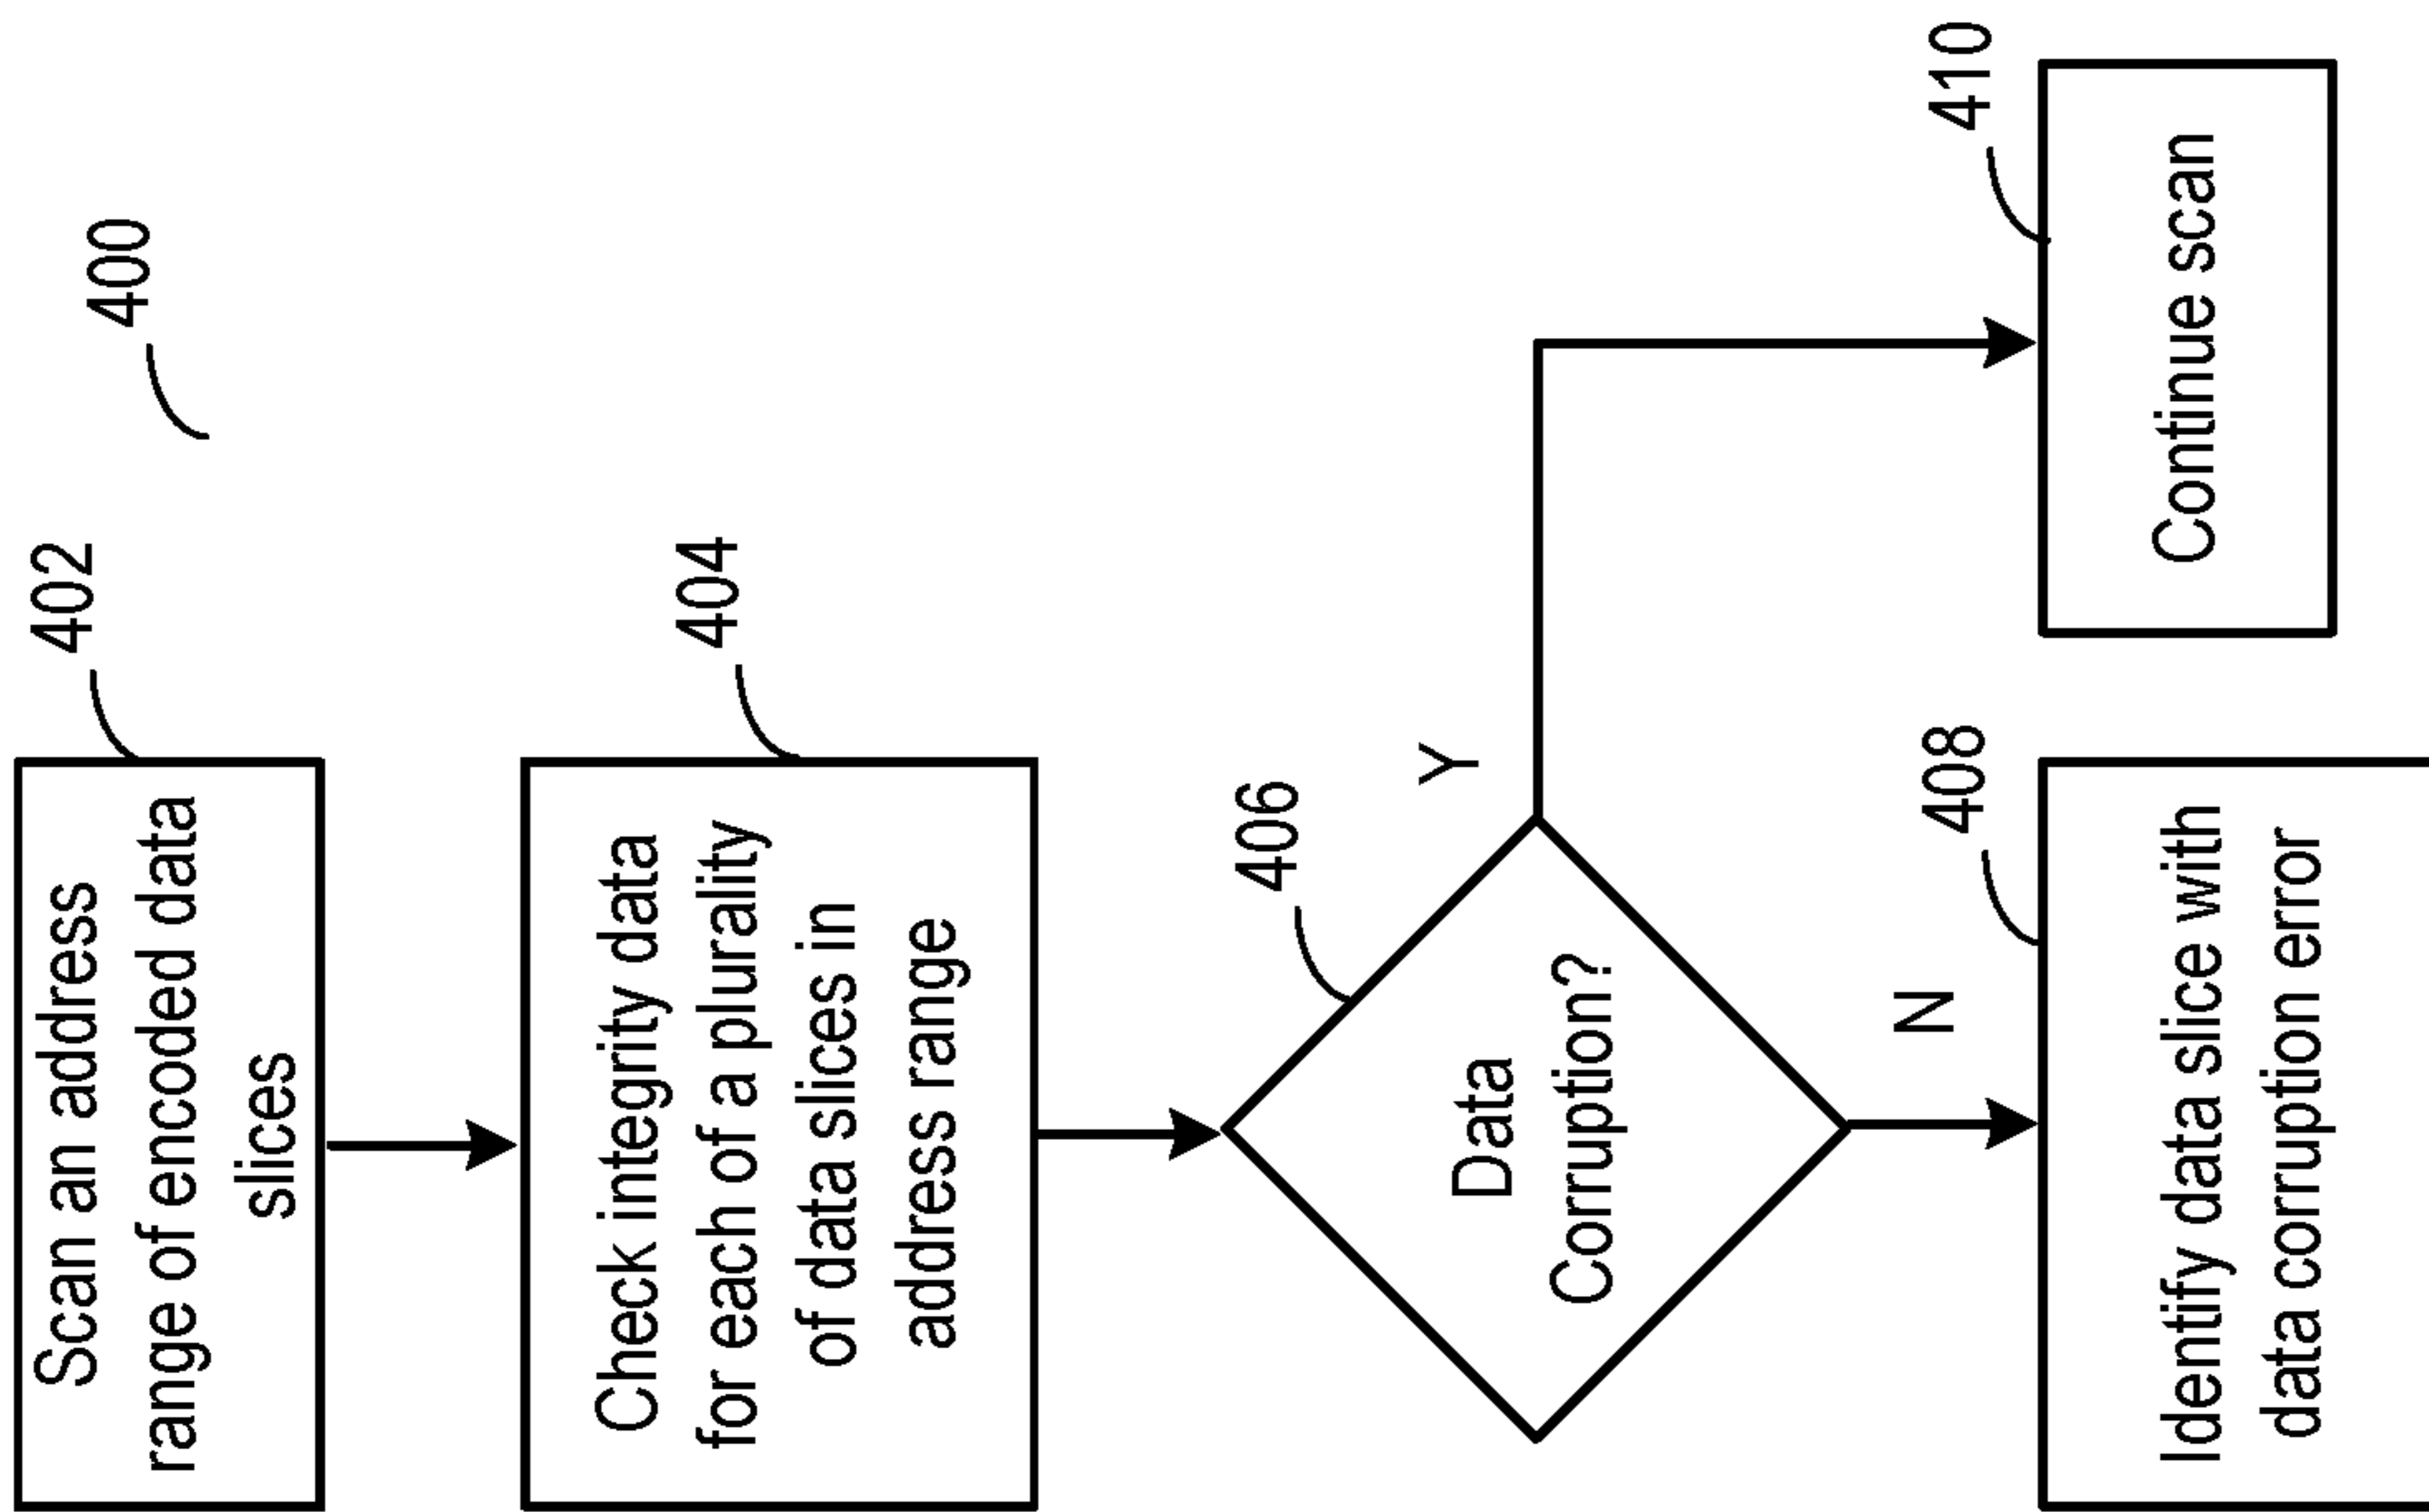 400
402
Scan an address
range of encoded data
slices
404
Check integrity data
for each of a plurality
of data slices in
address range
406
Data
Corruption?
Y
N
408
Identify data slice with
data corruption error
410
Continue scan